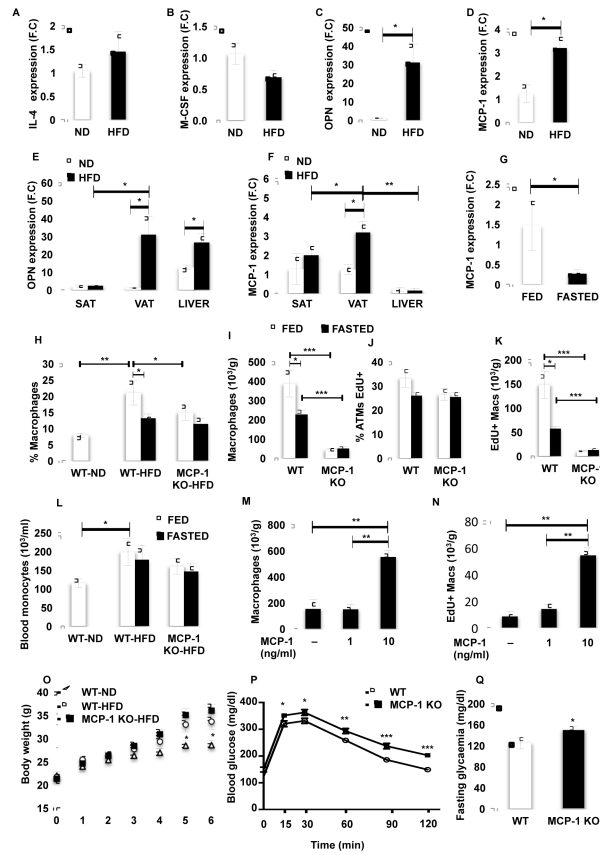 A
IL-4 expression (F.C)
2.0
1.5
1.0
0.5
0
ND HFD
B
M-CSF expression (F.C)
1.5
1.0
0.5
0.0
ND HFD
C
OPN expression (F.C)
50
40
30
20
10
0
*
ND HFD
D
MCP-1 expression (F.C)
4
3
2
1
0
*
ND HFD
E
ND
HFD
OPN expression (F.C)
60
50
40
30
20
10
0
* * *
SAT VAT LIVER
F
ND
HFD
MCP-1 expression (F.C)
6
5
4
3
2
1
0
* ** *
SAT VAT LIVER
G
MCP-1 expression (F.C)
2.5
2
1.5
1
0.5
0
*
FED FASTED
H
% Macrophages
30
25
20
15
10
5
0
** * *
WT-ND WT-HFD MCP-1
KO-HFD
FED FASTED
I
Macrophages (10³/g)
500
400
300
200
100
0
*** * ***
WT MCP-1
KO
J
% ATMs EdU+
40
30
20
10
0
WT MCP-1
KO
K
EdU+ Macs (10³/g)
200
150
100
50
0
*** * ***
WT MCP-1
KO
L
FED
FASTED
Blood monocytes (10³/ml)
250
200
150
100
50
0
*
WT-ND WT-HFD MCP-1
KO-HFD
M
Macrophages (10³/g)
800
600
400
200
0
** **
MCP-1 – 1 10
(ng/ml)
N
EdU+ Macs (10³/g)
80
60
40
20
0
** **
MCP-1 – 1 10
(ng/ml)
O
WT-ND
WT-HFD
MCP-1 KO-HFD
Body weight (g)
40
35
30
25
20
15
* *
0 1 2 3 4 5 6
P
WT
MCP-1 KO
Blood glucose (mg/dl)
400
300
200
100
0
* * ** *** ***
0 15 30 60 90 120
Time (min)
Q
Fasting glycaemia (mg/dl)
200
160
120
80
40
0
*
WT MCP-1 KO